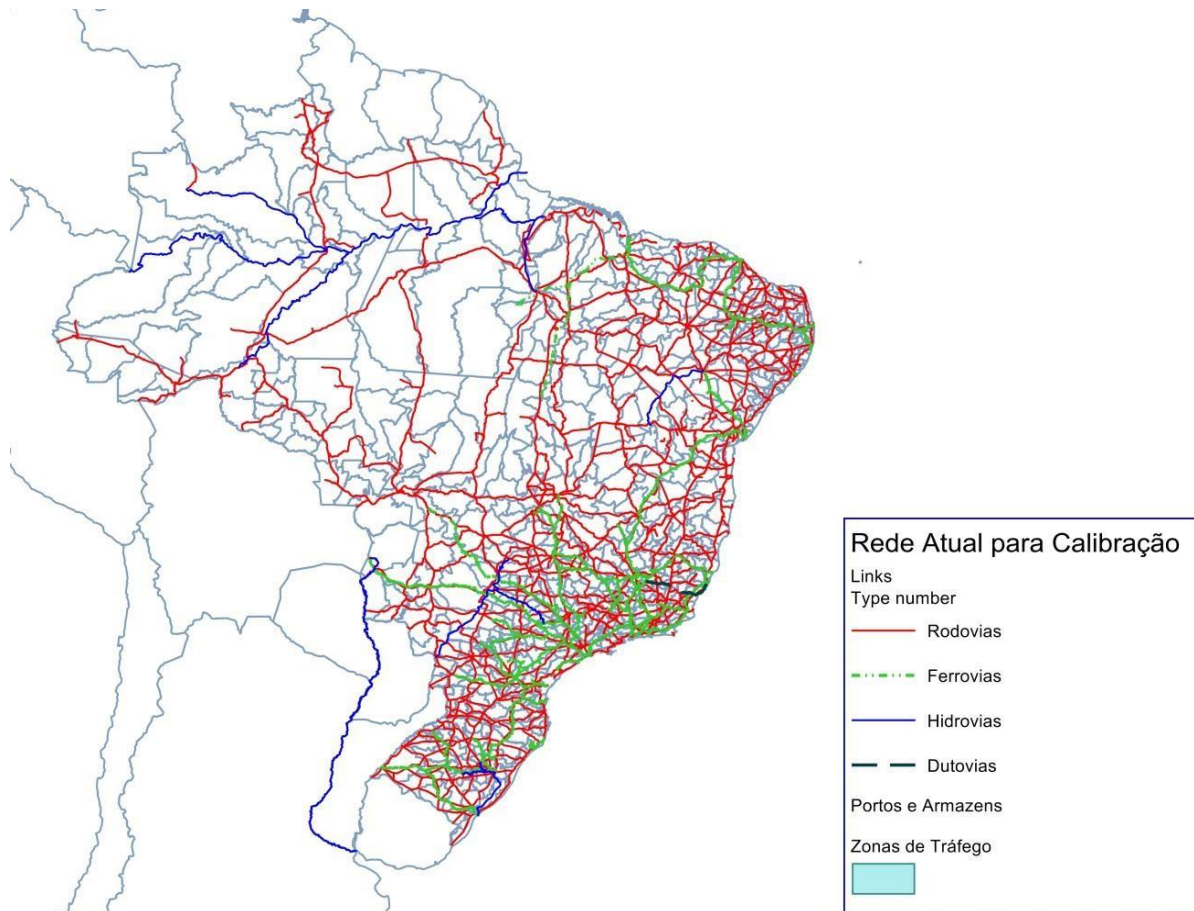 Rede Atual para Calibração
Links
Type number
Rodovias
Ferrovias
Hidrovias
Dutovias
Portos e Armazens
Zonas de Tráfego